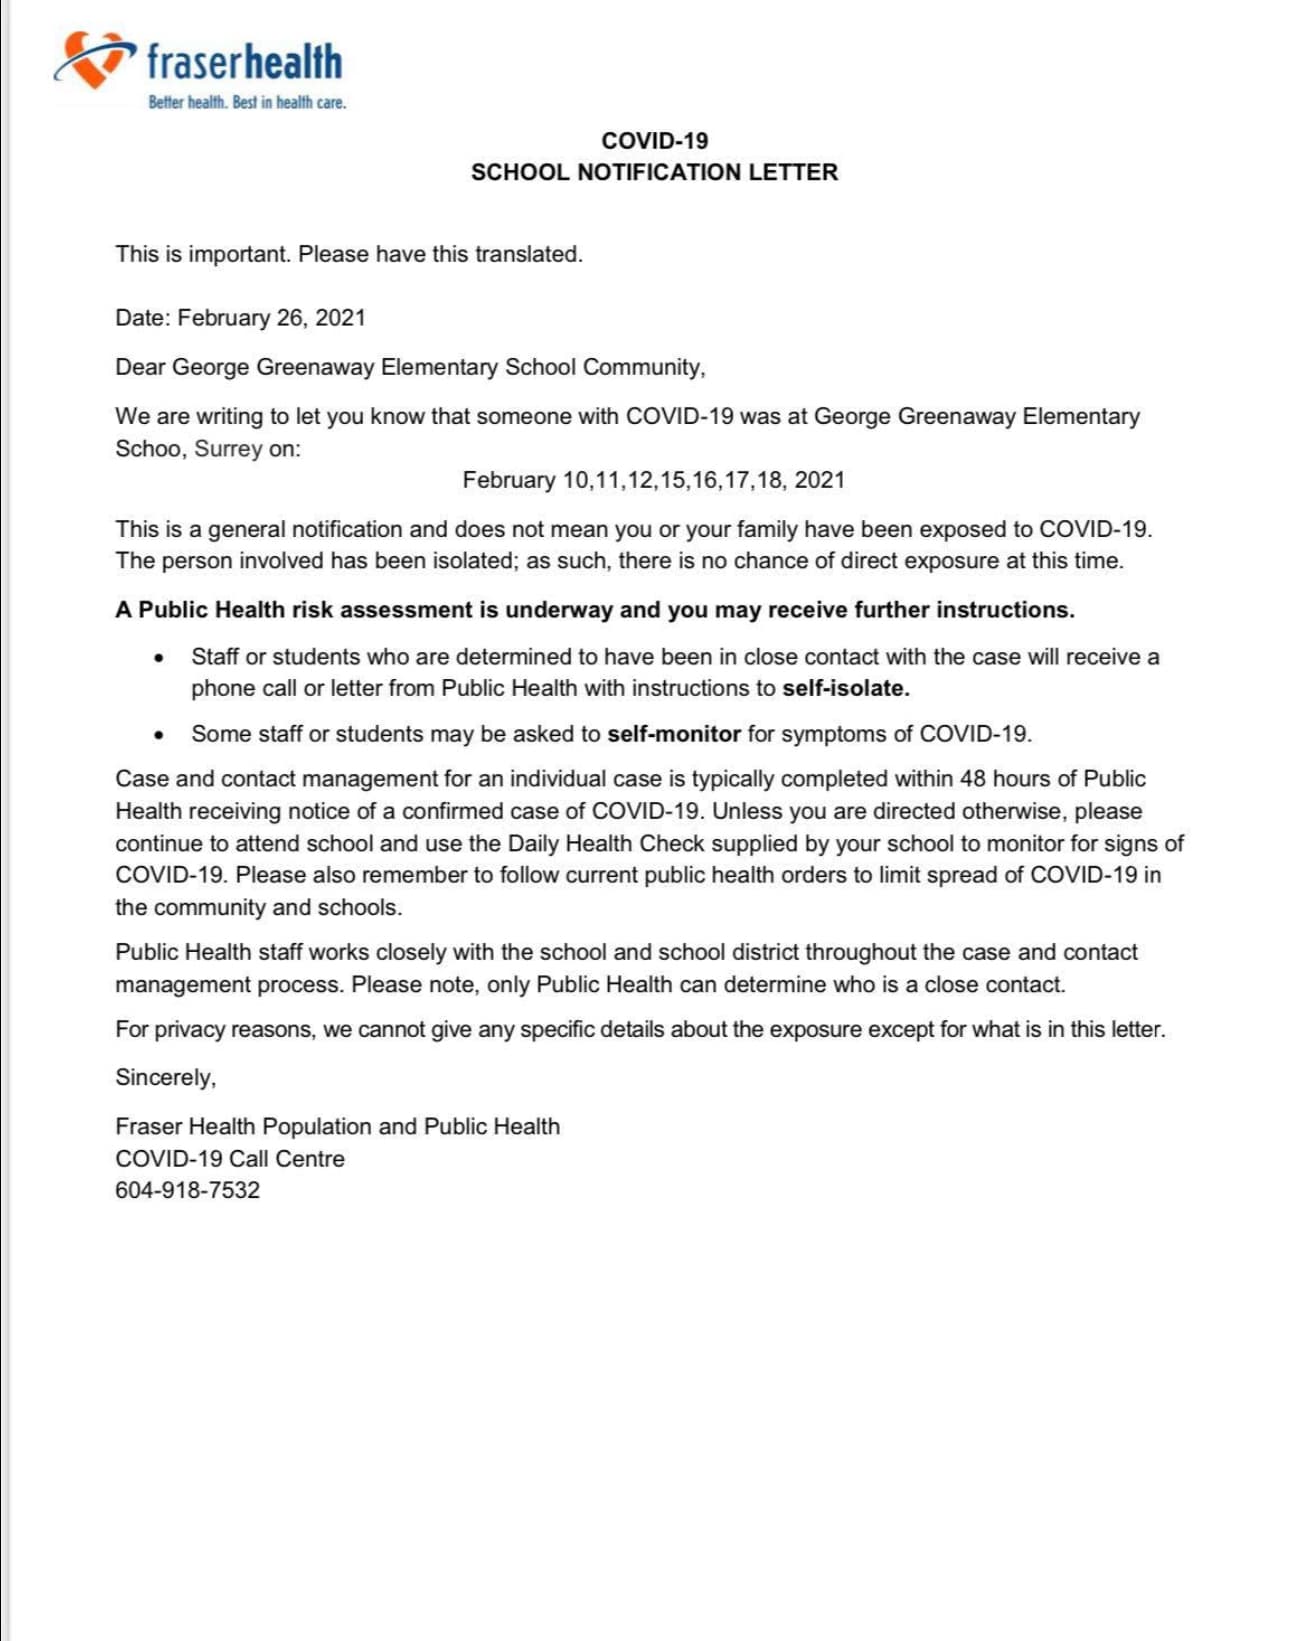 fraserhealth
Better health. Best in health care.
COVID-19
SCHOOL NOTIFICATION LETTER
This is important. Please have this translated.
Date: February 26, 2021
Dear George Greenaway Elementary School Community,
We are writing to let you know that someone with COVID-19 was at George Greenaway Elementary
Schoo, Surrey on:
February 10,11,12,15,16,17,18, 2021
This is a general notification and does not mean you or your family have been exposed to COVID-19.
The person involved has been isolated; as such, there is no chance of direct exposure at this time.
A Public Health risk assessment is underway and you may receive further instructions.
• Staff or students who are determined to have been in close contact with the case will receive a
phone call or letter from Public Health with instructions to self-isolate.
• Some staff or students may be asked to self-monitor for symptoms of COVID-19.
Case and contact management for an individual case is typically completed within 48 hours of Public
Health receiving notice of a confirmed case of COVID-19. Unless you are directed otherwise, please
continue to attend school and use the Daily Health Check supplied by your school to monitor for signs of
COVID-19. Please also remember to follow current public health orders to limit spread of COVID-19 in
the community and schools.
Public Health staff works closely with the school and school district throughout the case and contact
management process. Please note, only Public Health can determine who is a close contact.
For privacy reasons, we cannot give any specific details about the exposure except for what is in this letter.
Sincerely,
Fraser Health Population and Public Health
COVID-19 Call Centre
604-918-7532